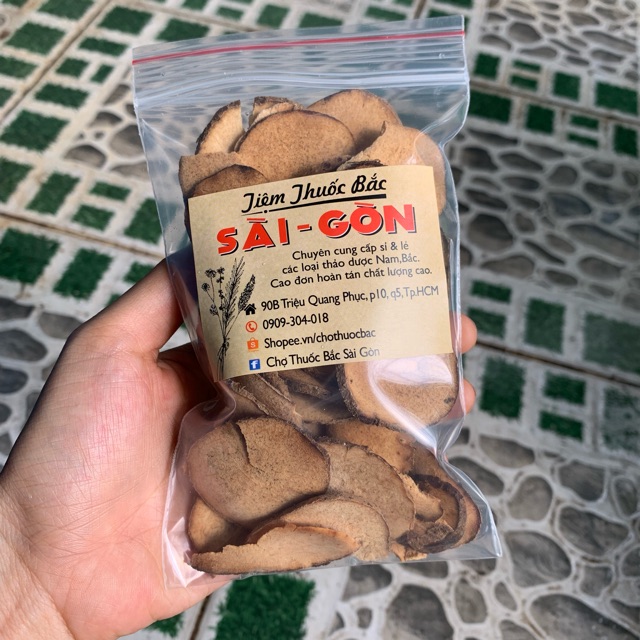 Tiệm Thuốc Bắc
SÀI-GÒN
Chuyên cung cấp sỉ & lẻ
các loại thảo dược Nam,Bắc.
Cao đơn hoàn tán chất lượng cao.
90B Triệu Quang Phục, p10, q5,Tp.HCM
0909-304-018
Shopee.vn/chothuocbac
Chợ Thuốc Bắc Sài Gòn